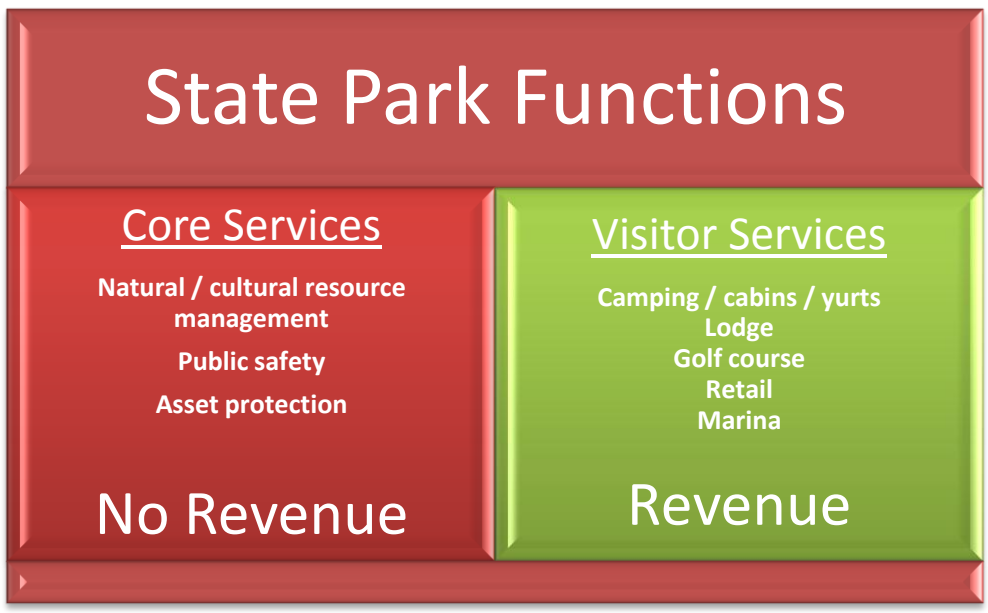 State Park Functions
Core Services
Natural / cultural resource
management
Public safety
Asset protection
No Revenue
Visitor Services
Camping / cabins / yurts
Lodge
Golf course
Retail
Marina
Revenue